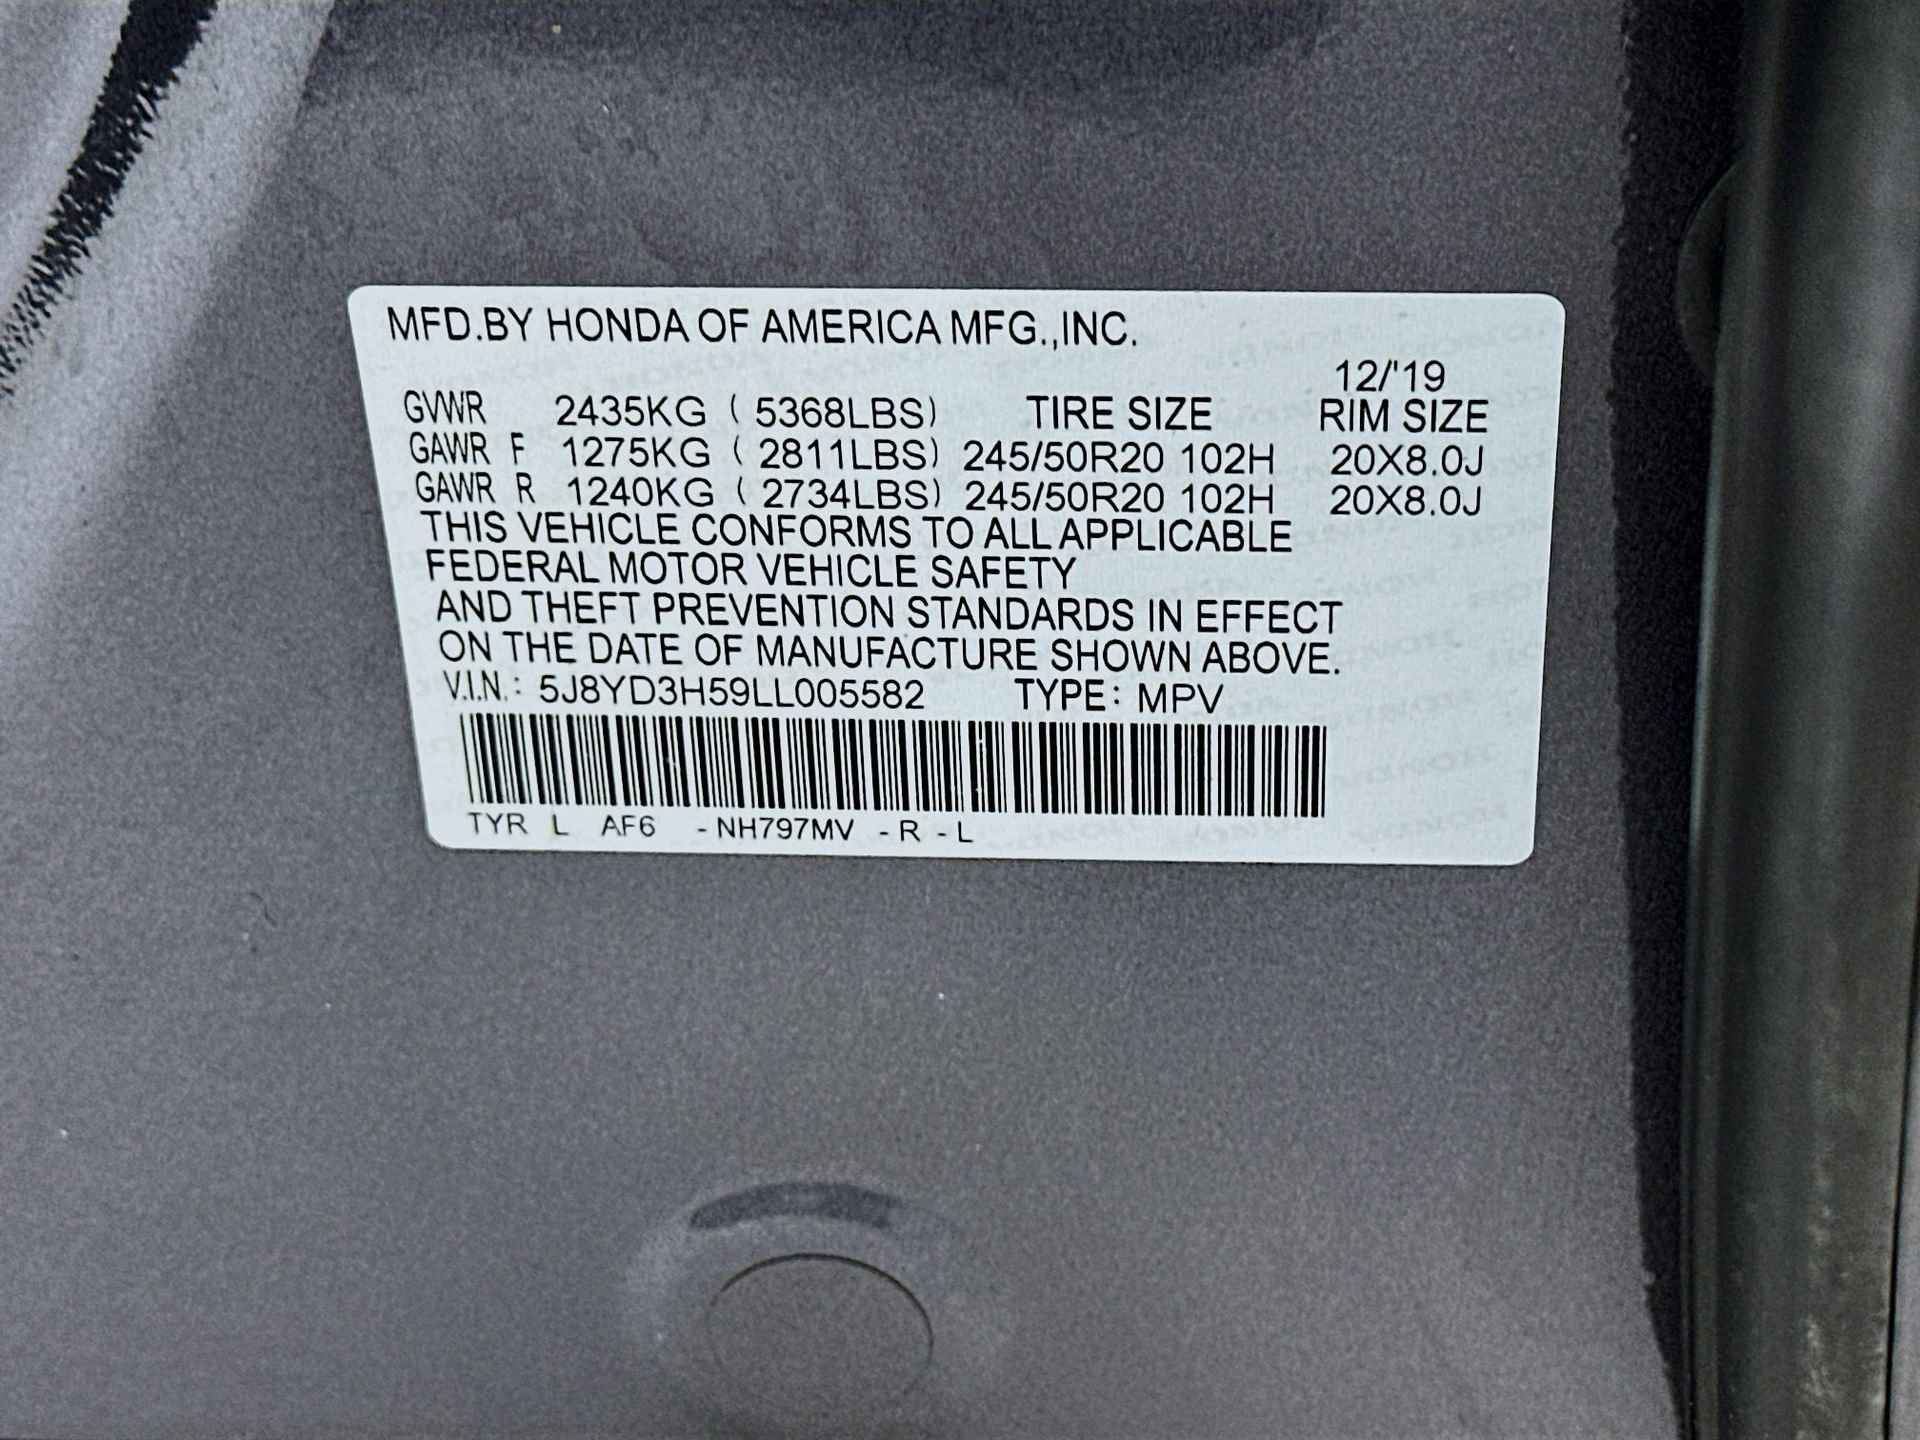 MFD.BY HONDA OF AMERICA MFG.,INC.
12/'19
GVWR 2435KG ( 5368LBS) TIRE SIZE RIM SIZE
GAWR F 1275KG ( 2811LBS) 245/50R20 102H 20X8.0J
GAWR R 1240KG ( 2734LBS) 245/50R20 102H 20X8.0J
THIS VEHICLE CONFORMS TO ALL APPLICABLE
FEDERAL MOTOR VEHICLE SAFETY
AND THEFT PREVENTION STANDARDS IN EFFECT
ON THE DATE OF MANUFACTURE SHOWN ABOVE.
V.I.N.: 5J8YD3H59LL005582 TYPE: MPV
TYR L AF6 - NH797MV - R - L